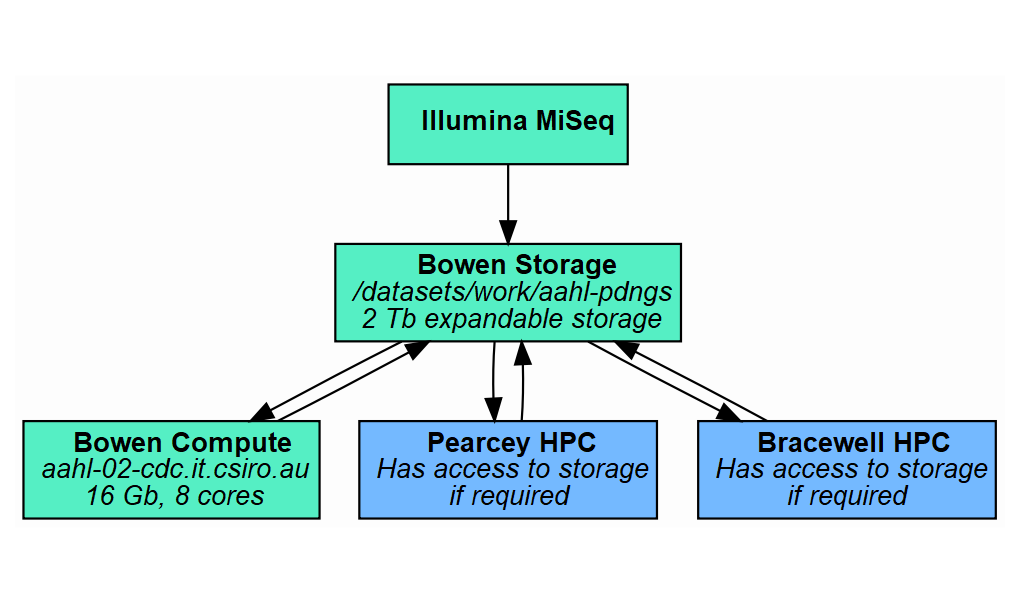 Illumina MiSeq
Bowen Storage
/datasets/work/aahl-pdngs
2 Tb expandable storage
Bowen Compute
aahl-02-cdc.it.csiro.au
16 Gb, 8 cores
Pearcey HPC
Has access to storage
if required
Bracewell HPC
Has access to storage
if required